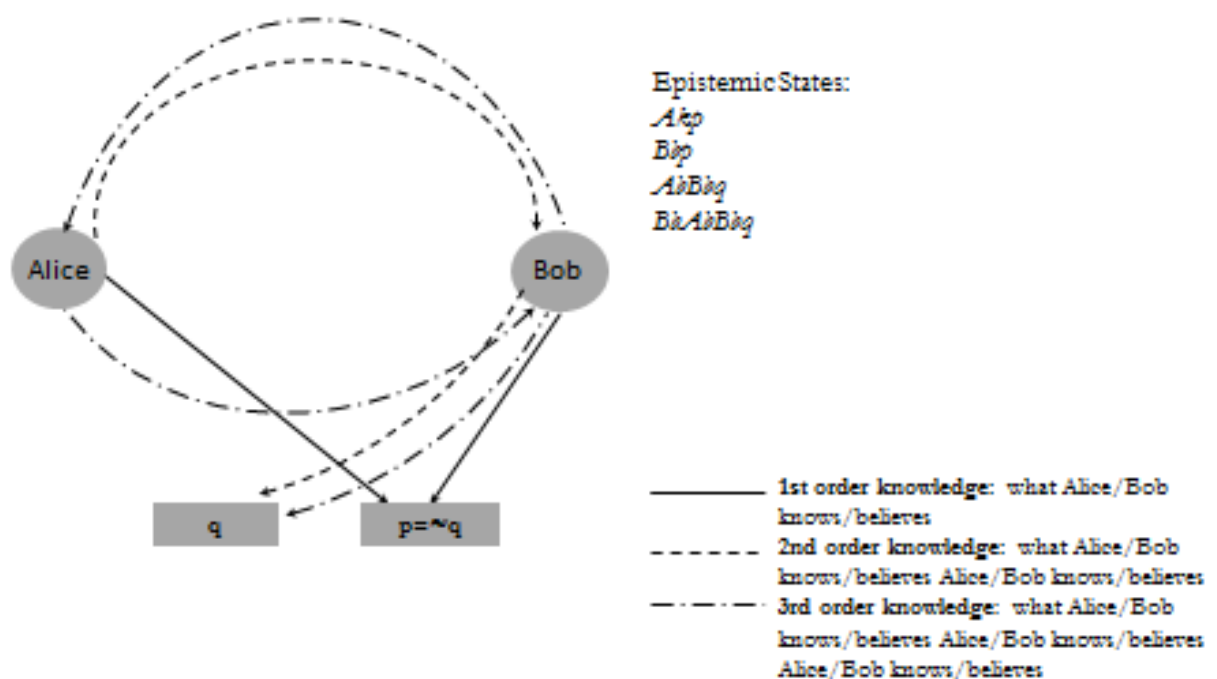 Epistemic States:
Akp
Bbp
AbBbq
BbAbBbq
Alice
Bob
q
p=~q
1st order knowledge: what Alice/Bob
knows/believes
2nd order knowledge: what Alice/Bob
knows/believes Alice/Bob knows/believes
3rd order knowledge: what Alice/Bob
knows/believes Alice/Bob knows/believes
Alice/Bob knows/believes